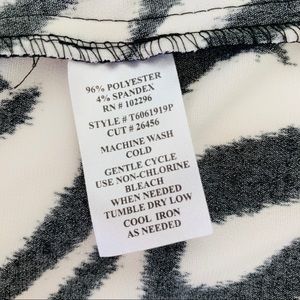 96% POLYESTER
4% SPANDEX
RN # 102296
STYLE # T6061919P
CUT # 26456
MACHINE WASH
COLD
GENTLE CYCLE
USE NON-CHLORINE
BLEACH
WHEN NEEDED
TUMBLE DRY LOW
COOL IRON
AS NEEDED